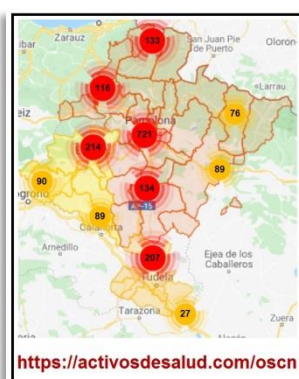 Zarauz
133
San Juan Pie
de Puerto
Oloron-
116
76
Larrau
Pamplona
721
214
89
90
134
89
A-15
Calahorra
Arnedillo
207
Ejea de los
Caballeros
Tudela
27
Tarazona
Zuera
https://activosdesalud.com/oscn